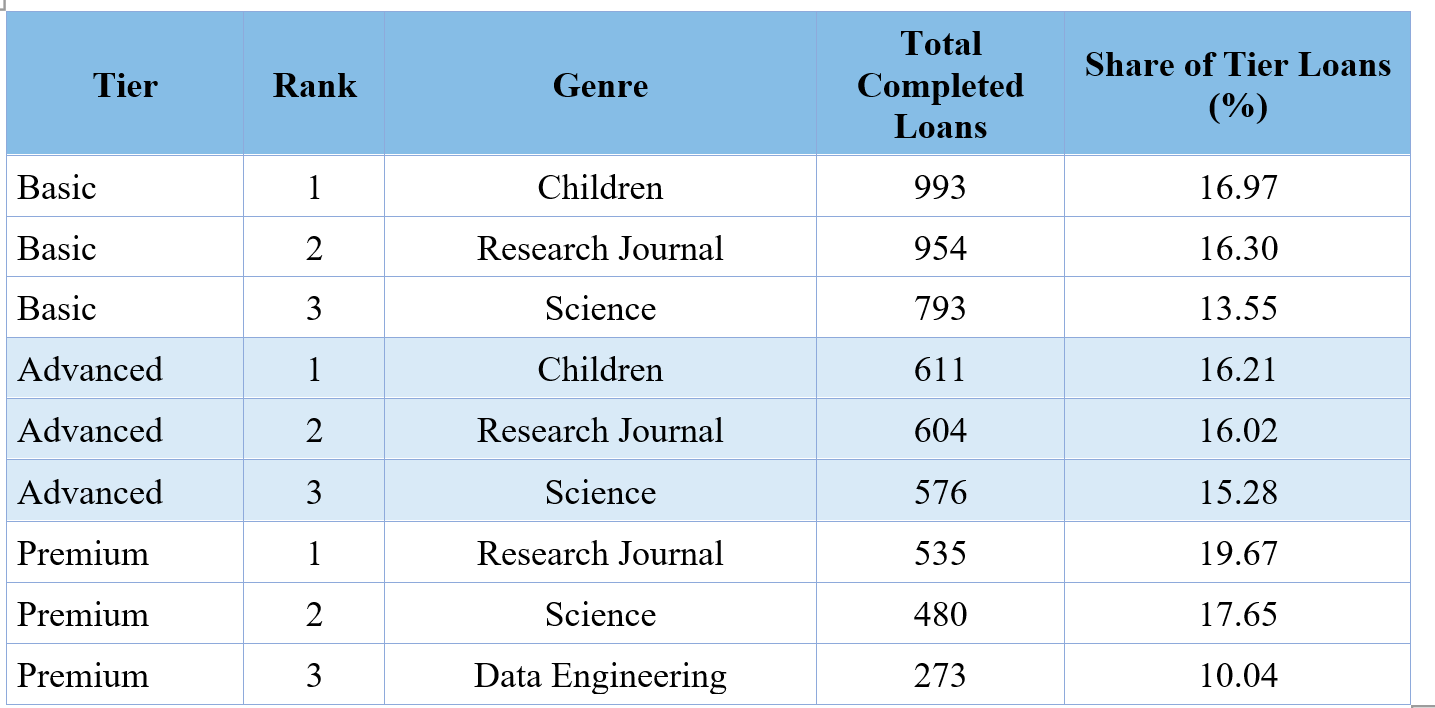 Tier Rank Genre Total Completed Loans Share of Tier Loans (%)
Basic 1 Children 993 16.97
Basic 2 Research Journal 954 16.30
Basic 3 Science 793 13.55
Advanced 1 Children 611 16.21
Advanced 2 Research Journal 604 16.02
Advanced 3 Science 576 15.28
Premium 1 Research Journal 535 19.67
Premium 2 Science 480 17.65
Premium 3 Data Engineering 273 10.04